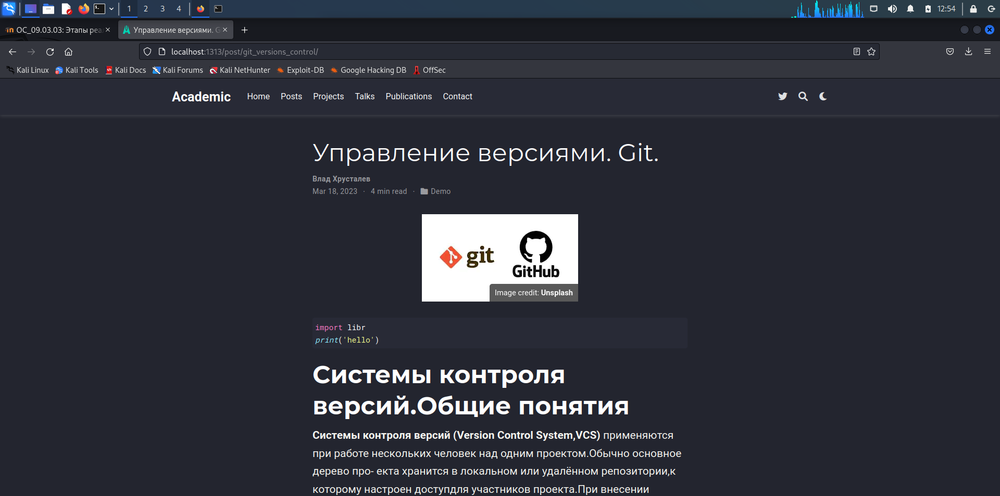 1 2 3 4 12:54
ОС_09.03.03: Этапы реа
Управление версиями. G
localhost:1313/post/git_versions_control/
Kali Linux Kali Tools Kali Docs Kali Forums Kali NetHunter Exploit-DB Google Hacking DB OffSec
Academic Home Posts Projects Talks Publications Contact
Управление версиями. Git.
Влад Хрусталев
Mar 18, 2023 · 4 min read · Demo
git
GitHub
Image credit: Unsplash
import libr
print('hello')
Системы контроля
версий.Общие понятия
Системы контроля версий (Version Control System,VCS) применяются
при работе нескольких человек над одним проектом.Обычно основное
дерево про- екта хранится в локальном или удалённом репозитории,к
которому настроен доступдля участников проекта.При внесении